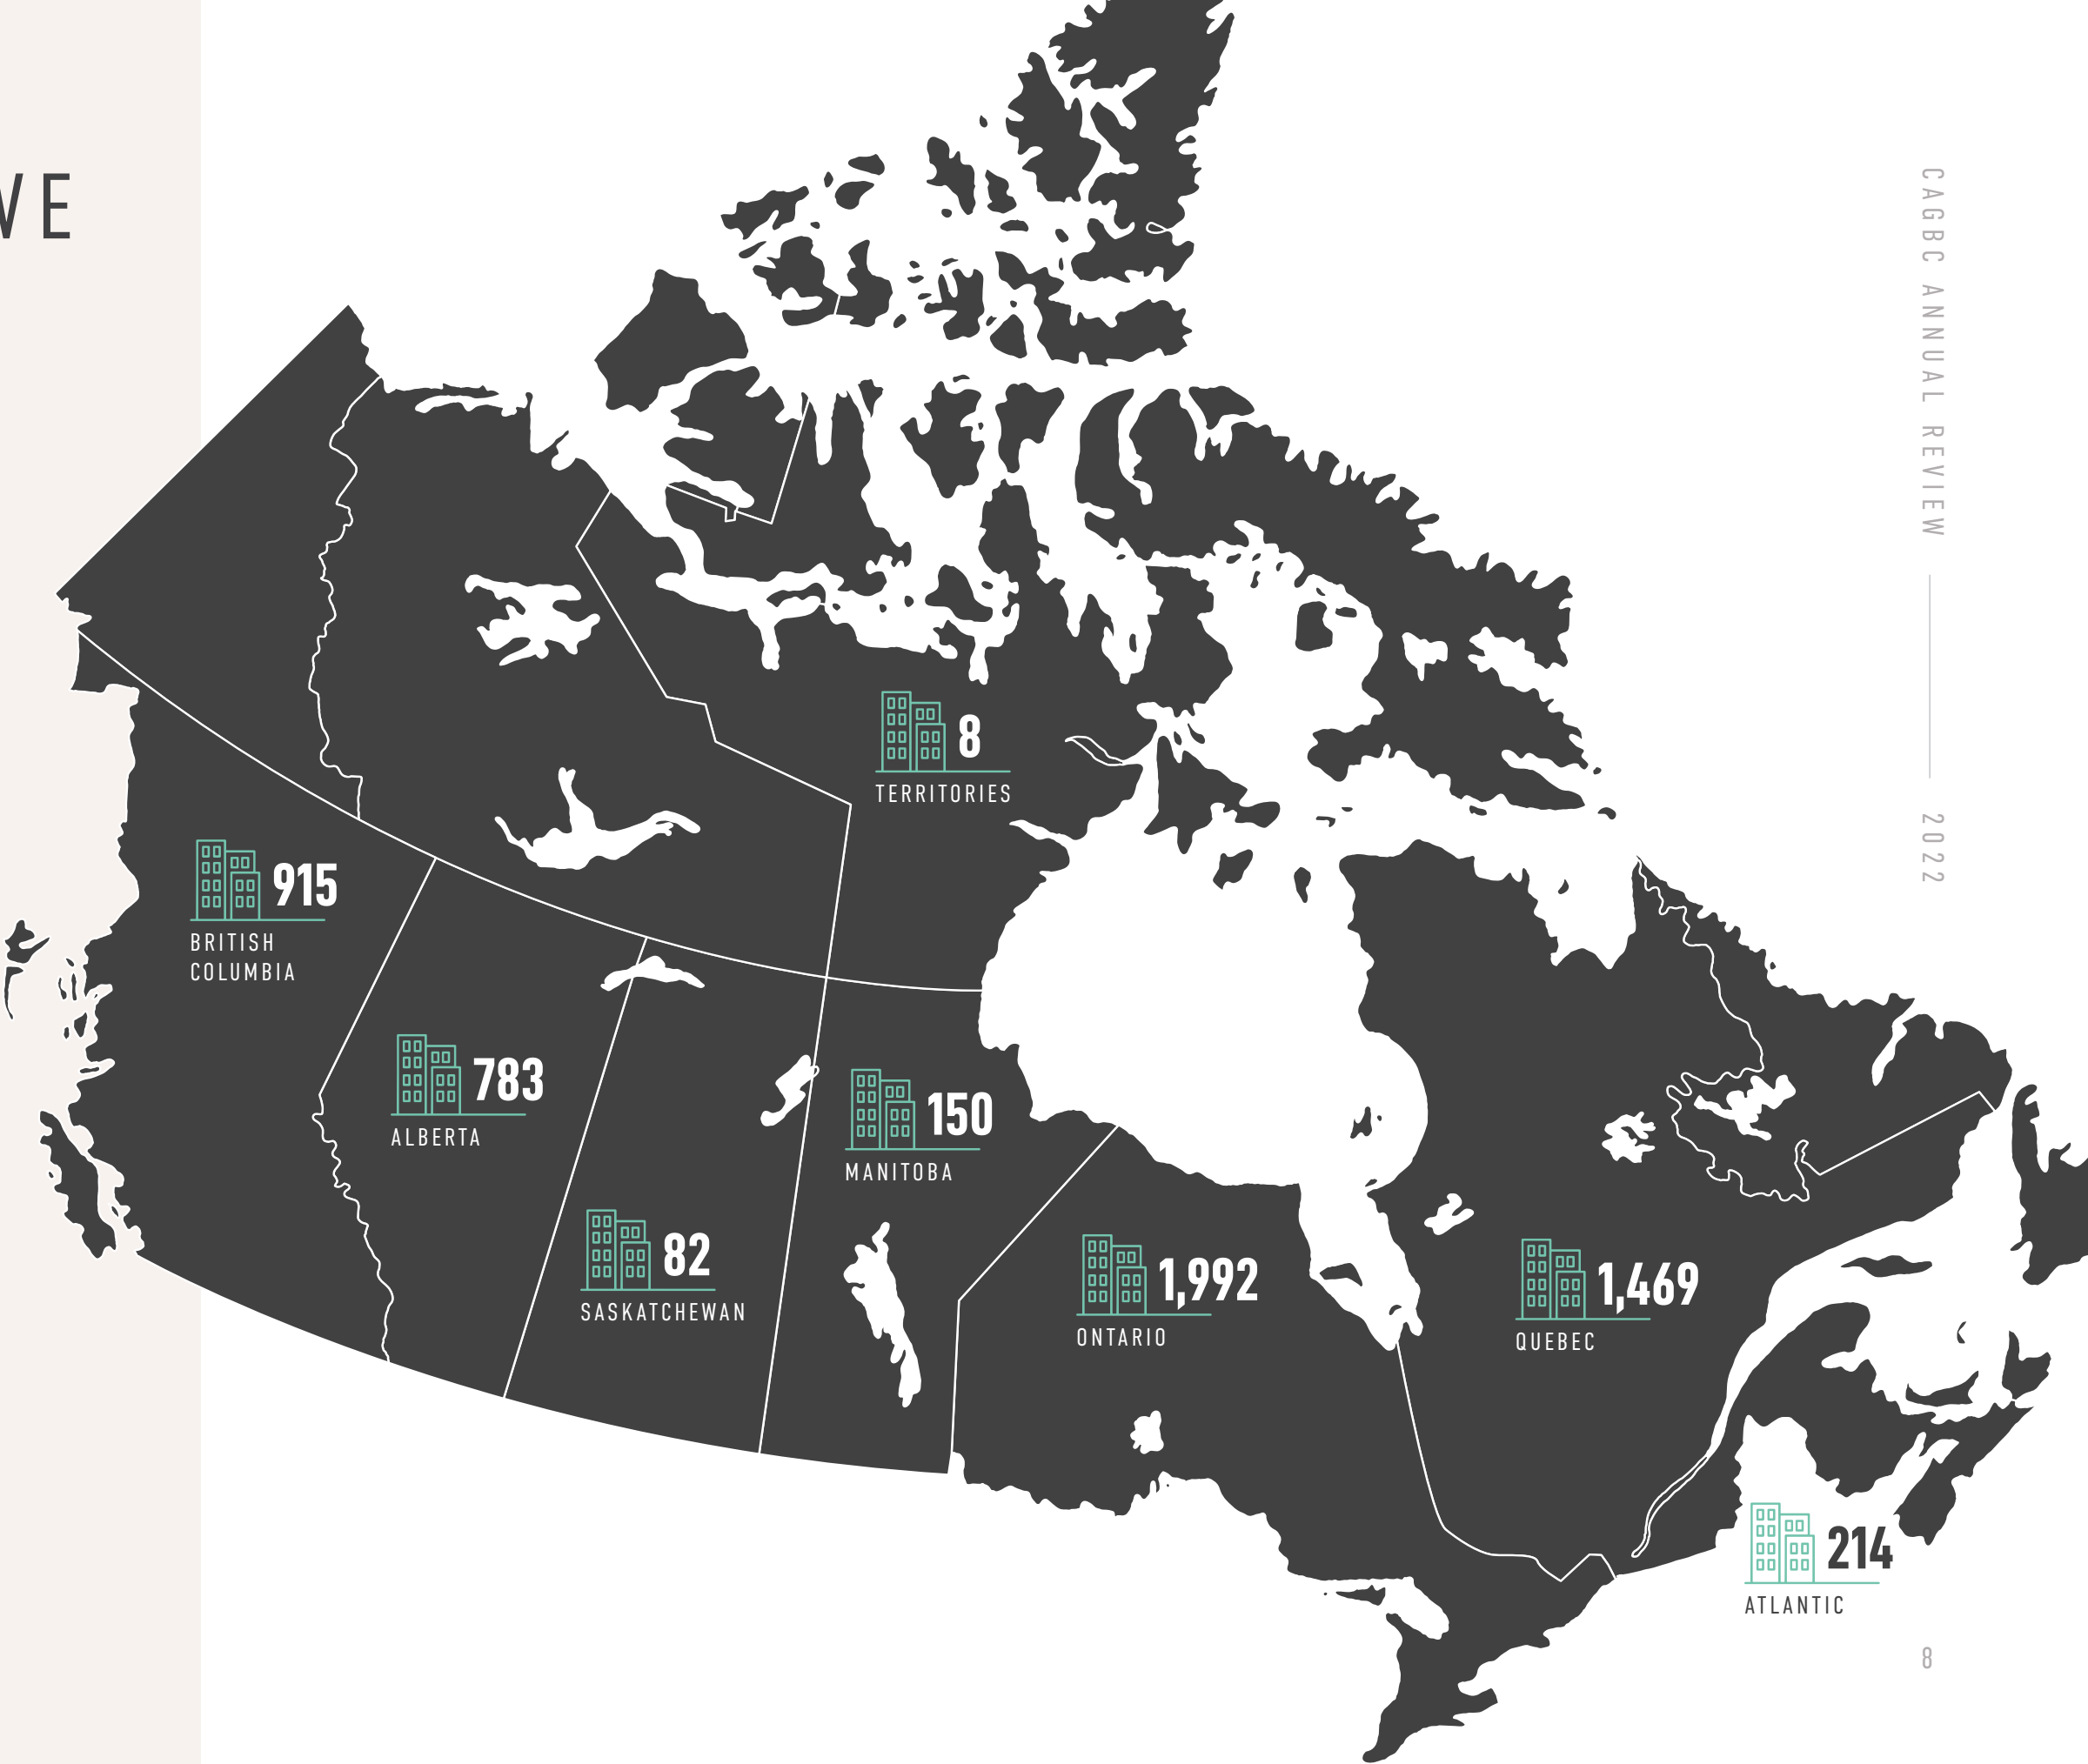 VE
CAGBC ANNUAL REVIEW
2022
8
TERRITORIES
915
BRITISH
COLUMBIA
783
ALBERTA
150
MANITOBA
82
SASKATCHEWAN
1,992
ONTARIO
1,469
QUEBEC
214
ATLANTIC
8